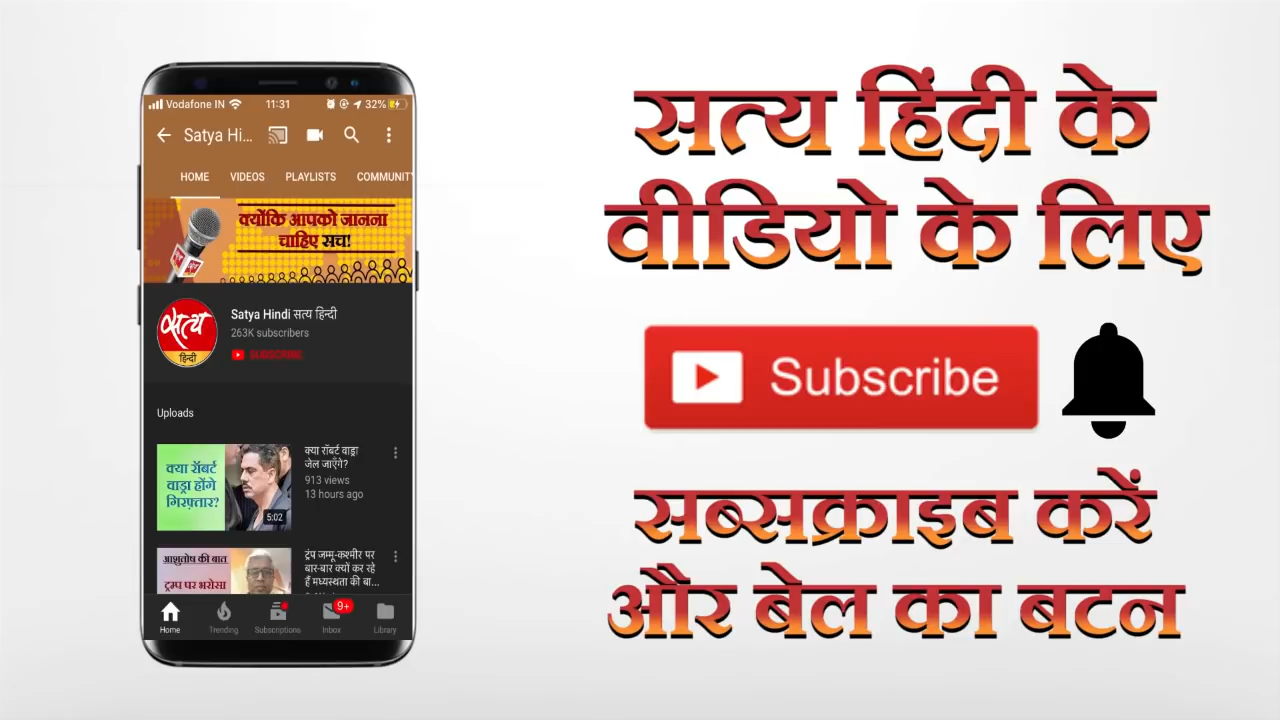 Vodafone IN 11:31 32%
Satya Hi...
HOME VIDEOS PLAYLISTS COMMUNIT
क्योंकि आपको जानना
चाहिए सच!
सत्य
हिन्दी
Satya Hindi सत्य हिन्दी
263K subscribers
SUBSCRIBE
Uploads
क्या रॉबर्ट
वाड्रा होंगे
गिरफ़्तार?
5:02
क्या रॉबर्ट वाड्रा
जेल जाएँगे?
913 views
13 hours ago
आशुतोष की बात
ट्रम्प पर भरोसा
ट्रंप जम्मू-कश्मीर पर
बार-बार क्यों कर रहे
हैं मध्यस्थता की बा...
9+
Home Trending Subscriptions Inbox Library
सत्य हिंदी के
वीडियो के लिए
Subscribe
सब्सक्राइब करें
और बेल का बटन